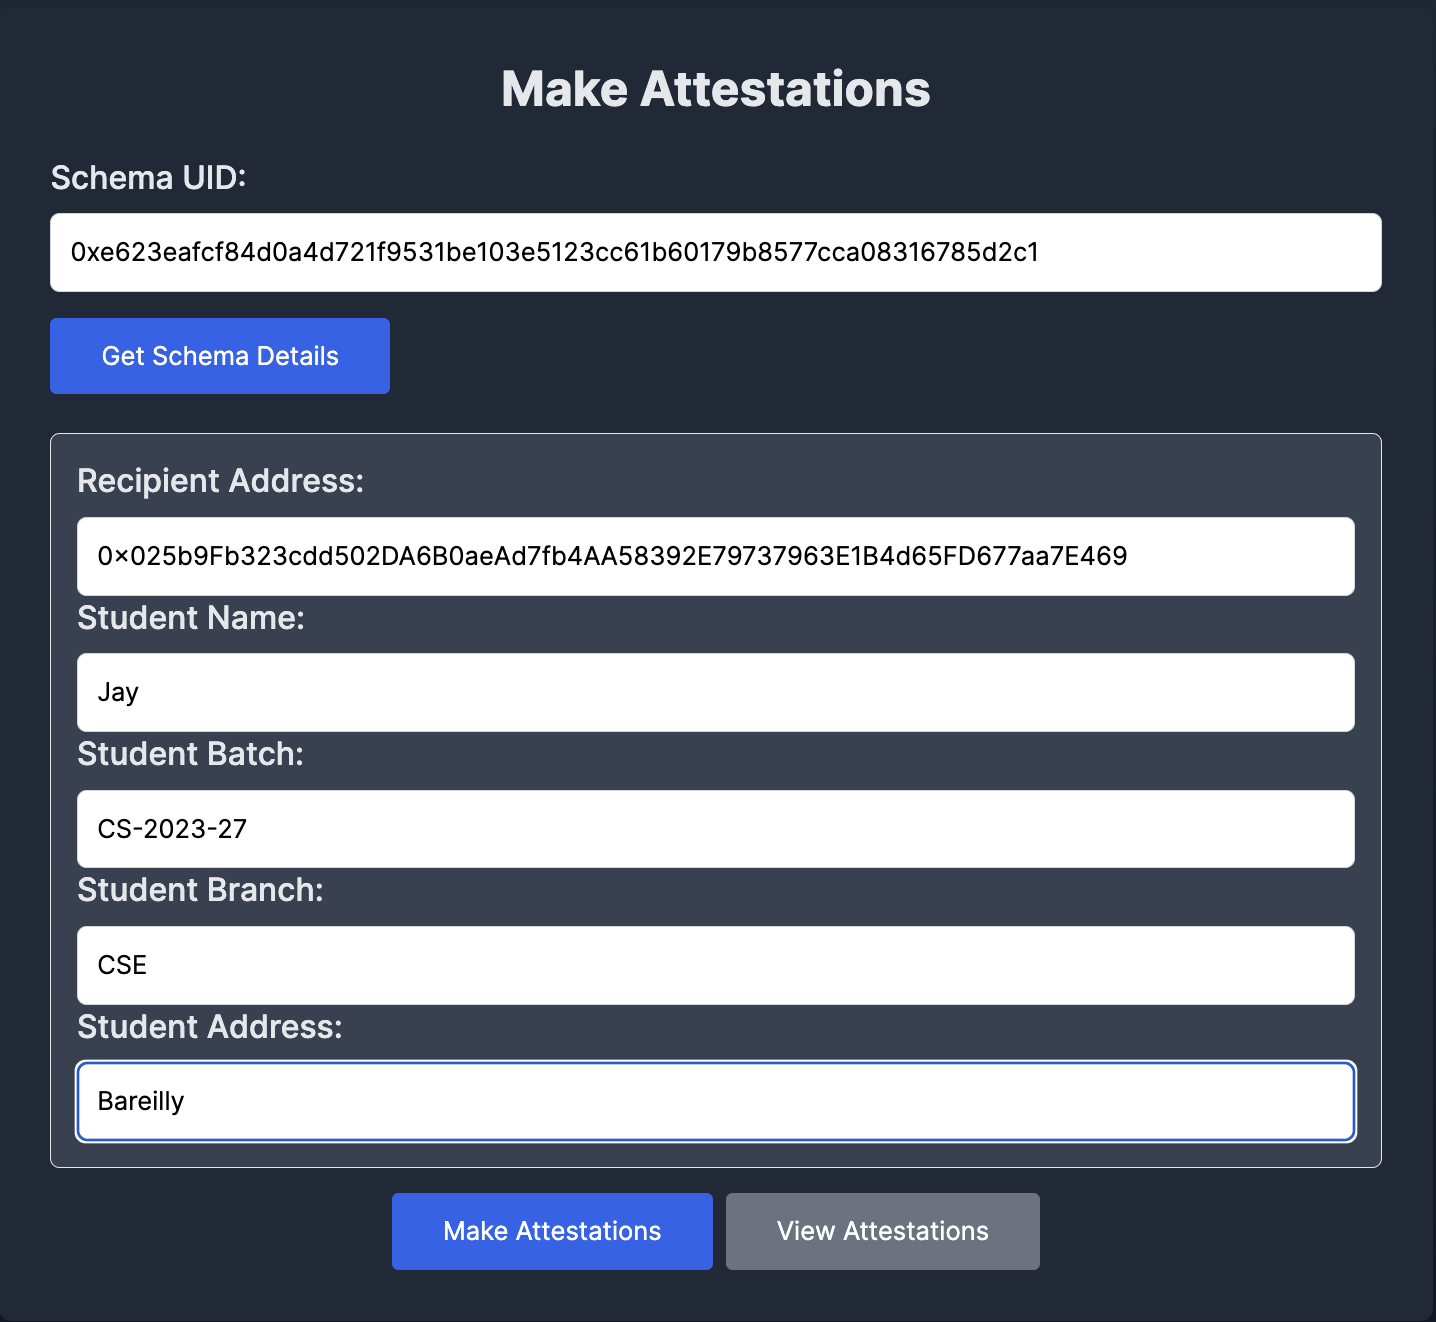 Make Attestations
Schema UID:
0xe623eafcf84d0a4d721f9531be103e5123cc61b60179b8577cca08316785d2c1
Get Schema Details
Recipient Address:
0×025b9Fb323cdd502DA6B0aeAd7fb4AA58392E79737963E1B4d65FD677aa7E469
Student Name:
Jay
Student Batch:
CS-2023-27
Student Branch:
CSE
Student Address:
Bareilly
Make Attestations
View Attestations